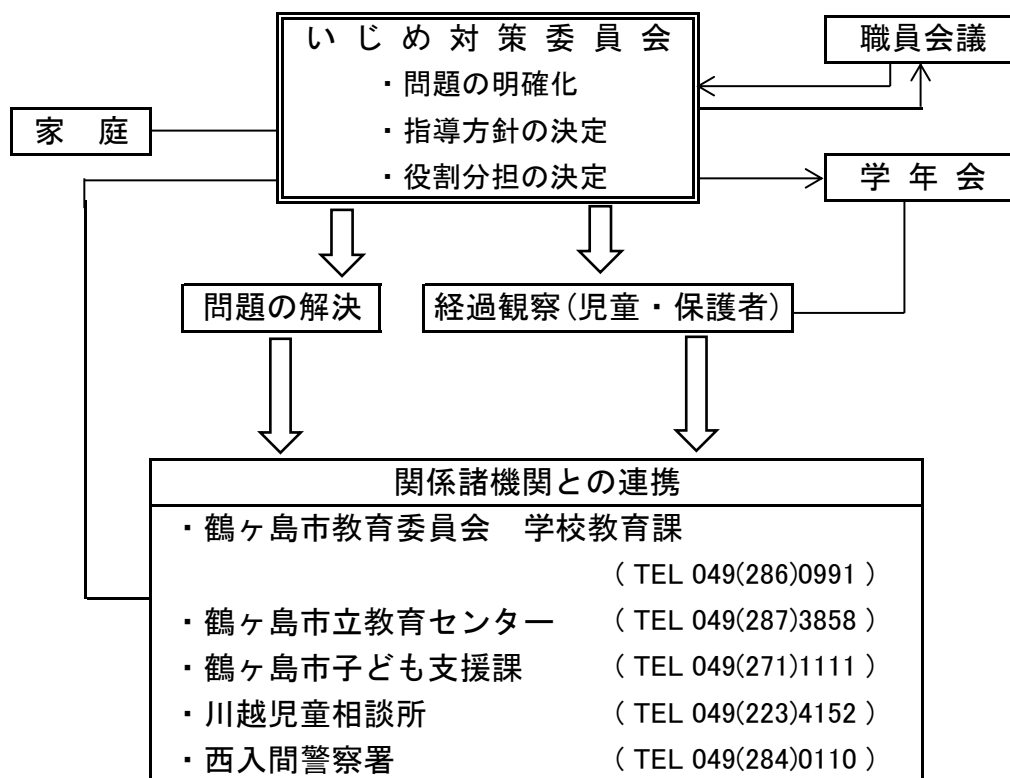 いじめ対策委員会
・問題の明確化
・指導方針の決定
・役割分担の決定
職員会議
家 庭
学 年 会
問題の解決
経過観察(児童・保護者)
関係諸機関との連携
・鶴ヶ島市教育委員会 学校教育課
( TEL 049(286)0991 )
・鶴ヶ島市立教育センター ( TEL 049(287)3858 )
・鶴ヶ島市子ども支援課 ( TEL 049(271)1111 )
・川越児童相談所 ( TEL 049(223)4152 )
・西入間警察署 ( TEL 049(284)0110 )